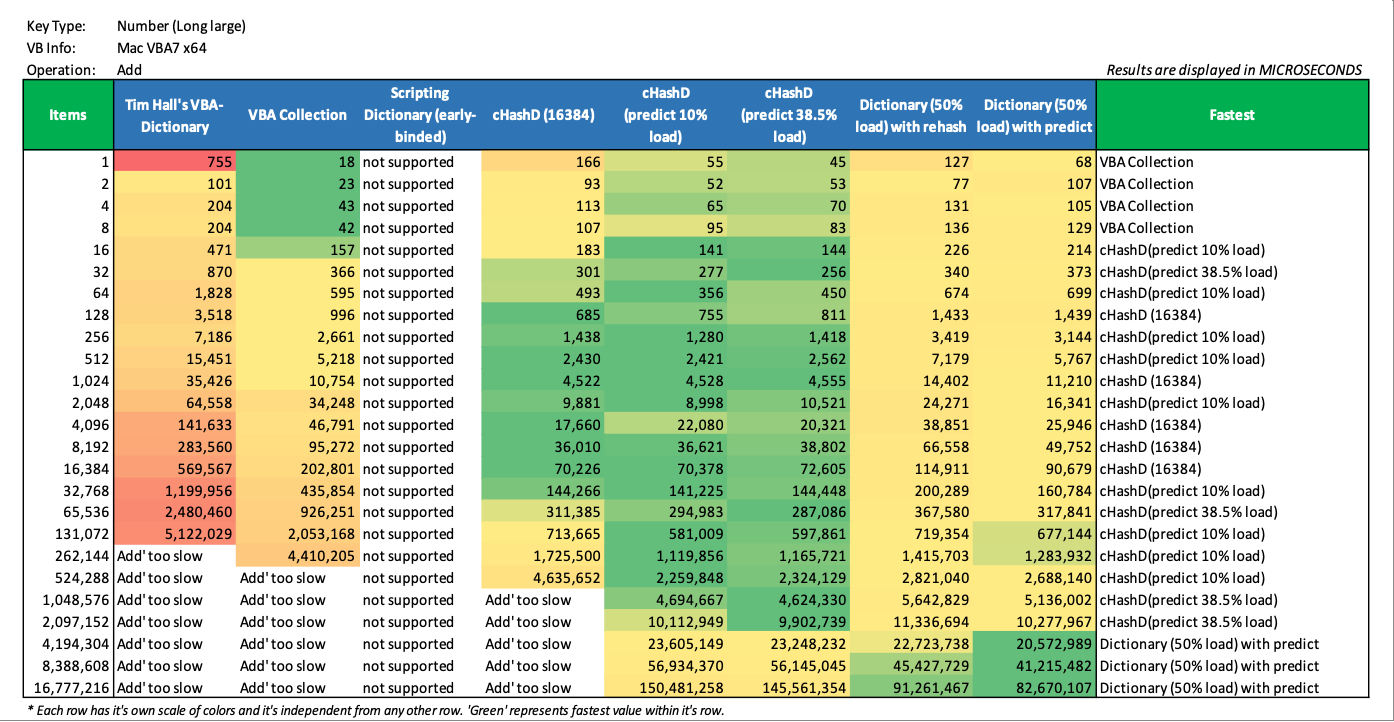 Key Type: Number (Long large)
VB Info: Mac VBA7 x64
Operation: Add Results are displayed in MICROSECONDS
Items Tim Hall's VBA-Dictionary VBA Collection Scripting Dictionary (early-binded) cHashD (16384) cHashD (predict 10% load) cHashD (predict 38.5% load) Dictionary (50% load) with rehash Dictionary (50% load) with predict Fastest
1 755 18 not supported 166 55 45 127 68 VBA Collection
2 101 23 not supported 93 52 53 77 107 VBA Collection
4 204 43 not supported 113 65 70 131 105 VBA Collection
8 204 42 not supported 107 95 83 136 129 VBA Collection
16 471 157 not supported 183 141 144 226 214 cHashD(predict 10% load)
32 870 366 not supported 301 277 256 340 373 cHashD(predict 38.5% load)
64 1,828 595 not supported 493 356 450 674 699 cHashD(predict 10% load)
128 3,518 996 not supported 685 755 811 1,433 1,439 cHashD (16384)
256 7,186 2,661 not supported 1,438 1,280 1,418 3,419 3,144 cHashD(predict 10% load)
512 15,451 5,218 not supported 2,430 2,421 2,562 7,179 5,767 cHashD(predict 10% load)
1,024 35,426 10,754 not supported 4,522 4,528 4,555 14,402 11,210 cHashD (16384)
2,048 64,558 34,248 not supported 9,881 8,998 10,521 24,271 16,341 cHashD(predict 10% load)
4,096 141,633 46,791 not supported 17,660 22,080 20,321 38,851 25,946 cHashD (16384)
8,192 283,560 95,272 not supported 36,010 36,621 38,802 66,558 49,752 cHashD (16384)
16,384 569,567 202,801 not supported 70,226 70,378 72,605 114,911 90,679 cHashD (16384)
32,768 1,199,956 435,854 not supported 144,266 141,225 144,448 200,289 160,784 cHashD(predict 10% load)
65,536 2,480,460 926,251 not supported 311,385 294,983 287,086 367,580 317,841 cHashD(predict 38.5% load)
131,072 5,122,029 2,053,168 not supported 713,665 581,009 597,861 719,354 677,144 cHashD(predict 10% load)
262,144 Add' too slow 4,410,205 not supported 1,725,500 1,119,856 1,165,721 1,415,703 1,283,932 cHashD(predict 10% load)
524,288 Add' too slow Add' too slow not supported 4,635,652 2,259,848 2,324,129 2,821,040 2,688,140 cHashD(predict 10% load)
1,048,576 Add' too slow Add' too slow not supported Add' too slow 4,694,667 4,624,330 5,642,829 5,136,002 cHashD(predict 38.5% load)
2,097,152 Add' too slow Add' too slow not supported Add' too slow 10,112,949 9,902,739 11,336,694 10,277,967 cHashD(predict 38.5% load)
4,194,304 Add' too slow Add' too slow not supported Add' too slow 23,605,149 23,248,232 22,723,738 20,572,989 Dictionary (50% load) with predict
8,388,608 Add' too slow Add' too slow not supported Add' too slow 56,934,370 56,145,045 45,427,729 41,215,482 Dictionary (50% load) with predict
16,777,216 Add' too slow Add' too slow not supported Add' too slow 150,481,258 145,561,354 91,261,467 82,670,107 Dictionary (50% load) with predict
* Each row has it's own scale of colors and it's independent from any other row. 'Green' represents fastest value within it's row.